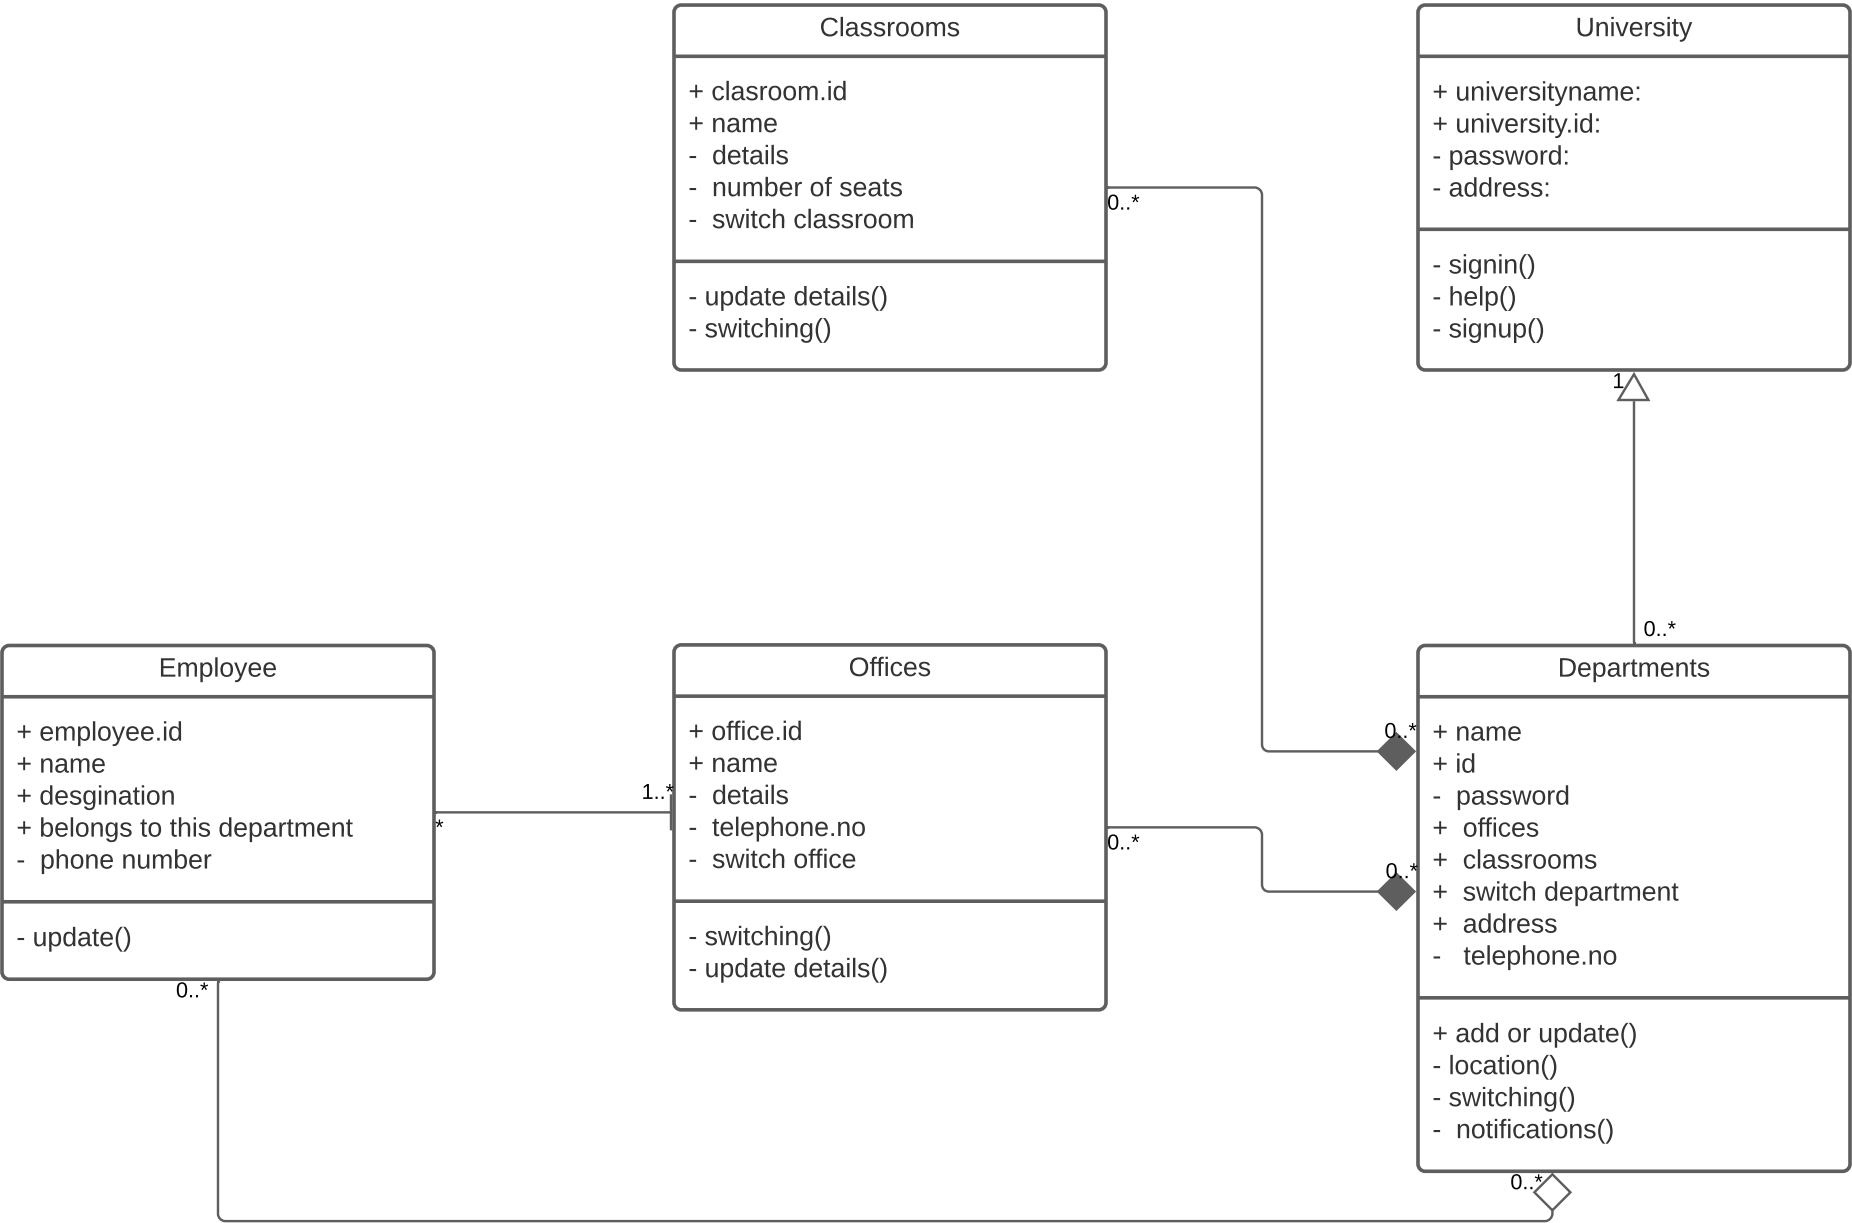 Classrooms
+ clasroom.id
+ name
- details
- number of seats
- switch classroom
- update details()
- switching()
0..*
University
+ universityname:
+ university.id:
- password:
- address:
- signin()
- help()
- signup()
1
0..*
Employee
+ employee.id
+ name
+ desgination
+ belongs to this department
- phone number
- update()
*
1..*
0..*
Offices
+ office.id
+ name
- details
- telephone.no
- switch office
- switching()
- update details()
0..*
0..*
0..*
Departments
+ name
+ id
- password
+ offices
+ classrooms
+ switch department
+ address
- telephone.no
+ add or update()
- location()
- switching()
- notifications()
0..*